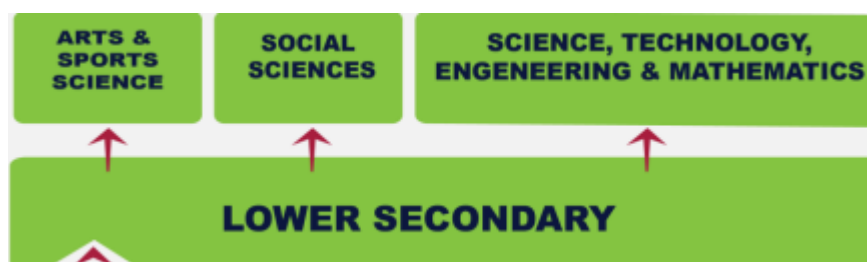 ARTS &
SPORTS
SCIENCE
SOCIAL
SCIENCES
SCIENCE, TECHNOLOGY,
ENGENEERING & MATHEMATICS
LOWER SECONDARY